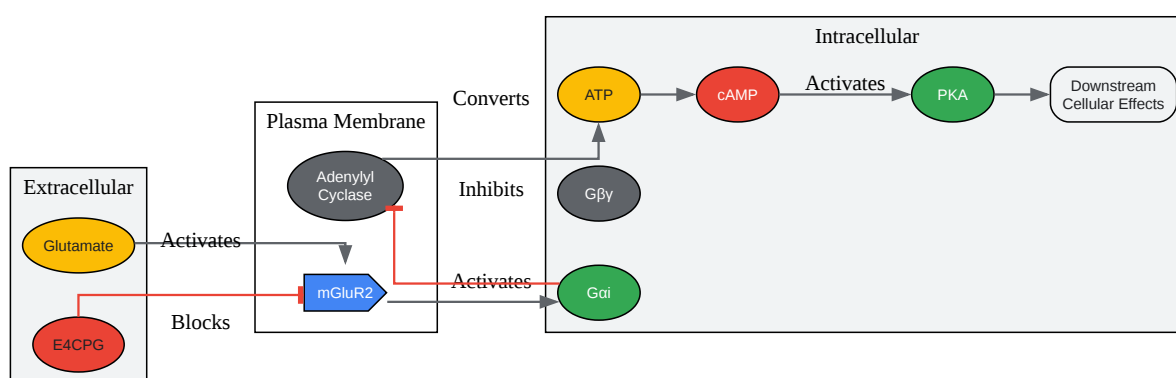 Intracellular
ATP
cAMP
Activates
PKA
Downstream
Cellular Effects
Converts
Plasma Membrane
Adenylyl
Cyclase
Inhibits
Gβγ
Extracellular
Glutamate
Activates
mGluR2
Activates
Gαi
Blocks
E4CPG